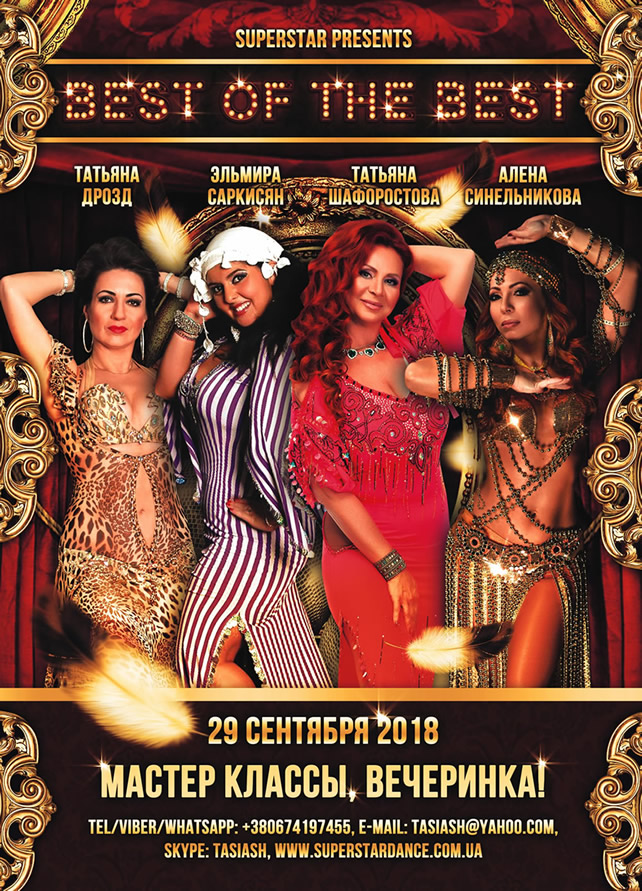 SUPERSTAR PRESENTS
BEST OF THE BEST
ТАТЬЯНА
ДРОЗД
ЭЛЬМИРА
САРКИСЯН
ТАТЬЯНА
ШАФОРОСТОВА
АЛЕНА
СИНЕЛЬНИКОВА
29 СЕНТЯБРЯ 2018
МАСТЕР КЛАССЫ, ВЕЧЕРИНКА!
TEL/VIBER/WHATSAPP: +380674197455, E-MAIL: TASIASH@YAHOO.COM,
SKYPE: TASIASH, WWW.SUPERSTARDANCE.COM.UA